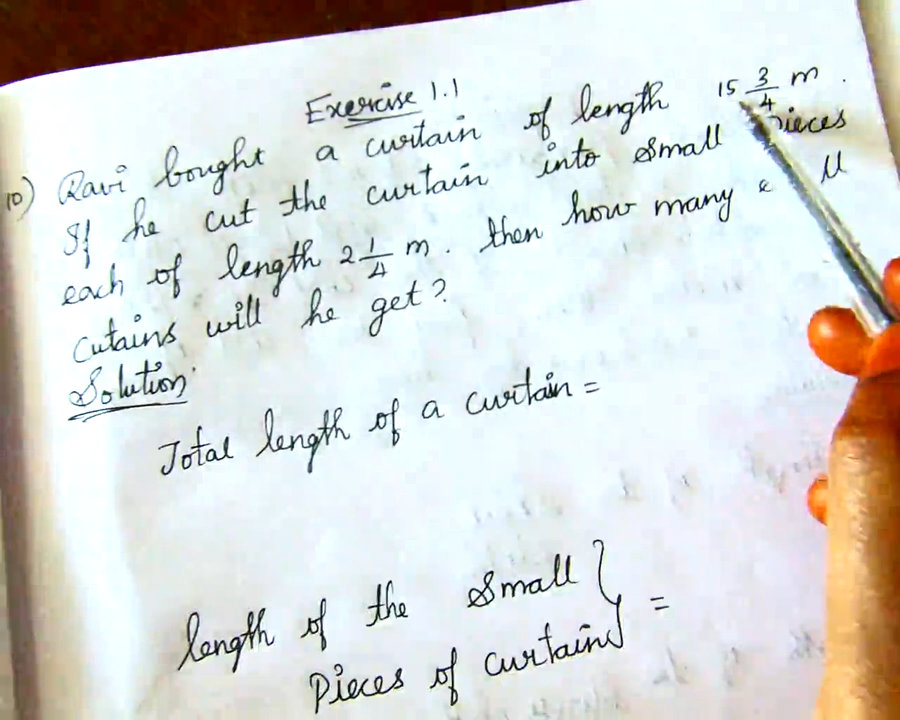 Exercise 1.1
10) Ravi bought a curtain of length 15 3/4 m.
If he cut the curtain into small pieces
each of length 2 1/4 m. then how many
cutains will he get?
Solution
Total length of a curtain =
length of the small
pieces of curtain} =